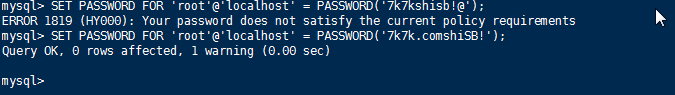 mysql> SET PASSWORD FOR 'root'@'localhost' = PASSWORD('7k7kshisb!@');
ERROR 1819 (HY000): Your password does not satisfy the current policy requirements
mysql> SET PASSWORD FOR 'root'@'localhost' = PASSWORD('7k7k.comshiSB!');
Query OK, 0 rows affected, 1 warning (0.00 sec)
mysql>